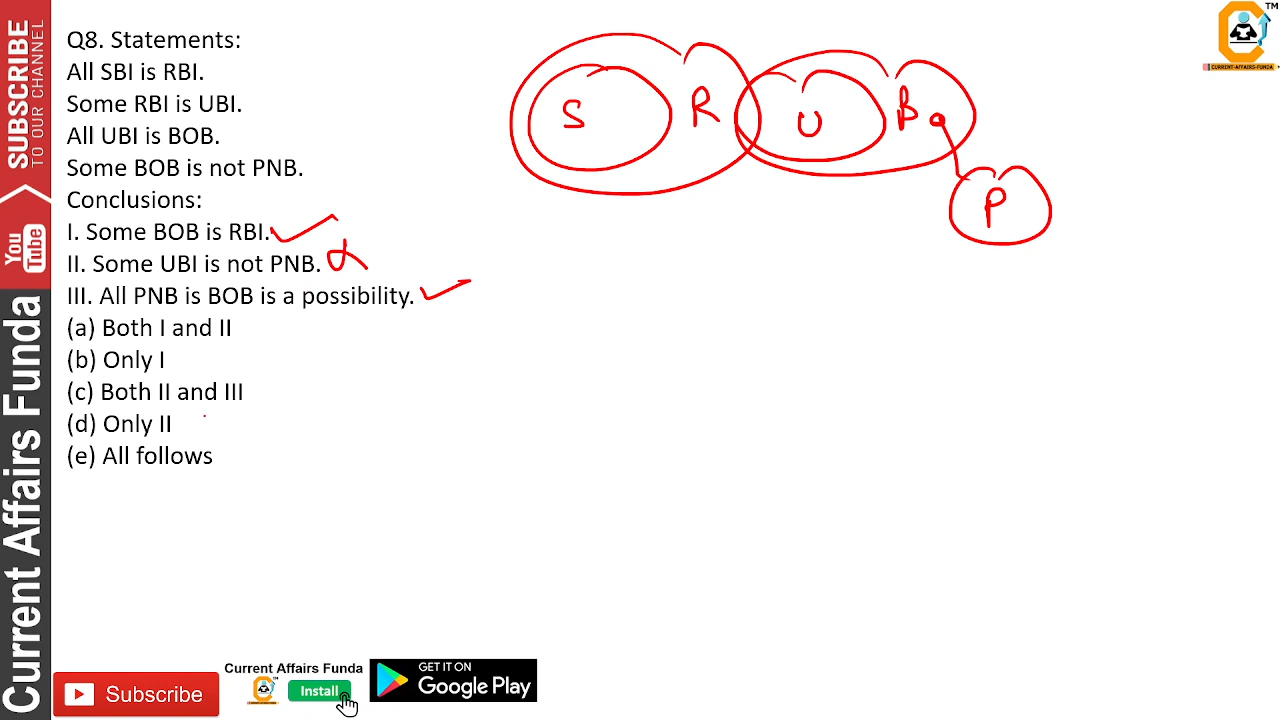 SUBSCRIBE
TO OUR CHANNEL
You
Tube
Current Affairs Funda
Q8. Statements:
All SBI is RBI.
Some RBI is UBI.
All UBI is BOB.
Some BOB is not PNB.
Conclusions:
I. Some BOB is RBI.
II. Some UBI is not PNB.
III. All PNB is BOB is a possibility.
(a) Both I and II
(b) Only I
(c) Both II and III
(d) Only II
(e) All follows
S R U B
P
TM
CURRENT-AFFAIRS-FUNDA
Subscribe
Current Affairs Funda
Install
GET IT ON
Google Play